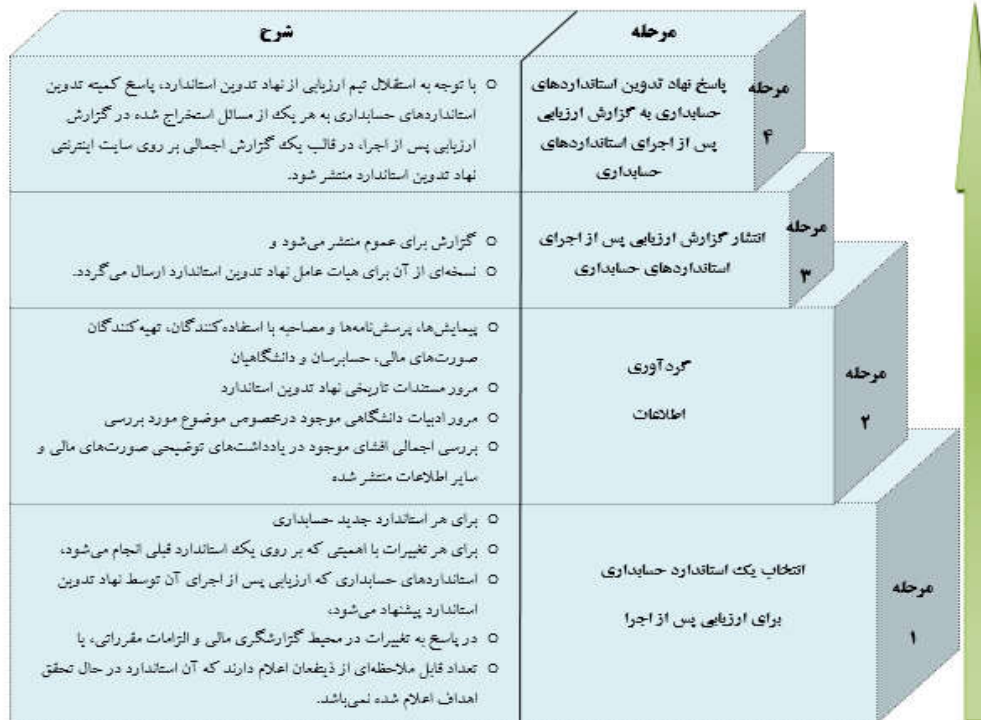 مرحله
شرح
مرحله
۴
پاسخ نهاد تدوین استانداردهای
حسابداری به گزارش ارزیابی
پس از اجرای استانداردهای
حسابداری
با توجه به استقلال تیم ارزیابی از نهاد تدوین استاندارد، پاسخ کمیته تدوین
استانداردهای حسابداری به هر یک از مسائل استخراج شده در گزارش
ارزیابی پس از اجرا، در قالب یک گزارش اجمالی بر روی سایت اینترنتی
نهاد تدوین استاندارد منتشر شود.
مرحله
۳
انتشار گزارش ارزیابی پس از اجرای
استانداردهای حسابداری
گزارش برای عموم منتشر می‌شود و
نسخه‌ای از آن برای هیات عامل نهاد تدوین استاندارد ارسال می‌گردد.
مرحله
۲
گردآوری
اطلاعات
پیمایش‌ها، پرسش‌نامه‌ها و مصاحبه با استفاده‌کنندگان، تهیه‌کنندگان
صورت‌های مالی، حسابرسان و دانشگاهیان
مرور مستندات تاریخی نهاد تدوین استاندارد
مرور ادبیات دانشگاهی موجود درخصوص موضوع مورد بررسی
بررسی اجمالی افشای موجود در یادداشت‌های توضیحی صورت‌های مالی و
سایر اطلاعات منتشر شده
مرحله
۱
انتخاب یک استاندارد حسابداری
برای ارزیابی پس از اجرا
برای هر استاندارد جدید حسابداری
برای هر تغییرات با اهمیتی که بر روی یک استاندارد قبلی انجام می‌شود،
استانداردهای حسابداری که ارزیابی پس از اجرای آن توسط نهاد تدوین
استاندارد پیشنهاد می‌شود،
در پاسخ به تغییرات در محیط گزارشگری مالی و الزامات مقرراتی، یا
تعداد قابل ملاحظه‌ای از ذینفعان اعلام دارند که آن استاندارد در حال تحقق
اهداف اعلام شده نمی‌باشد.